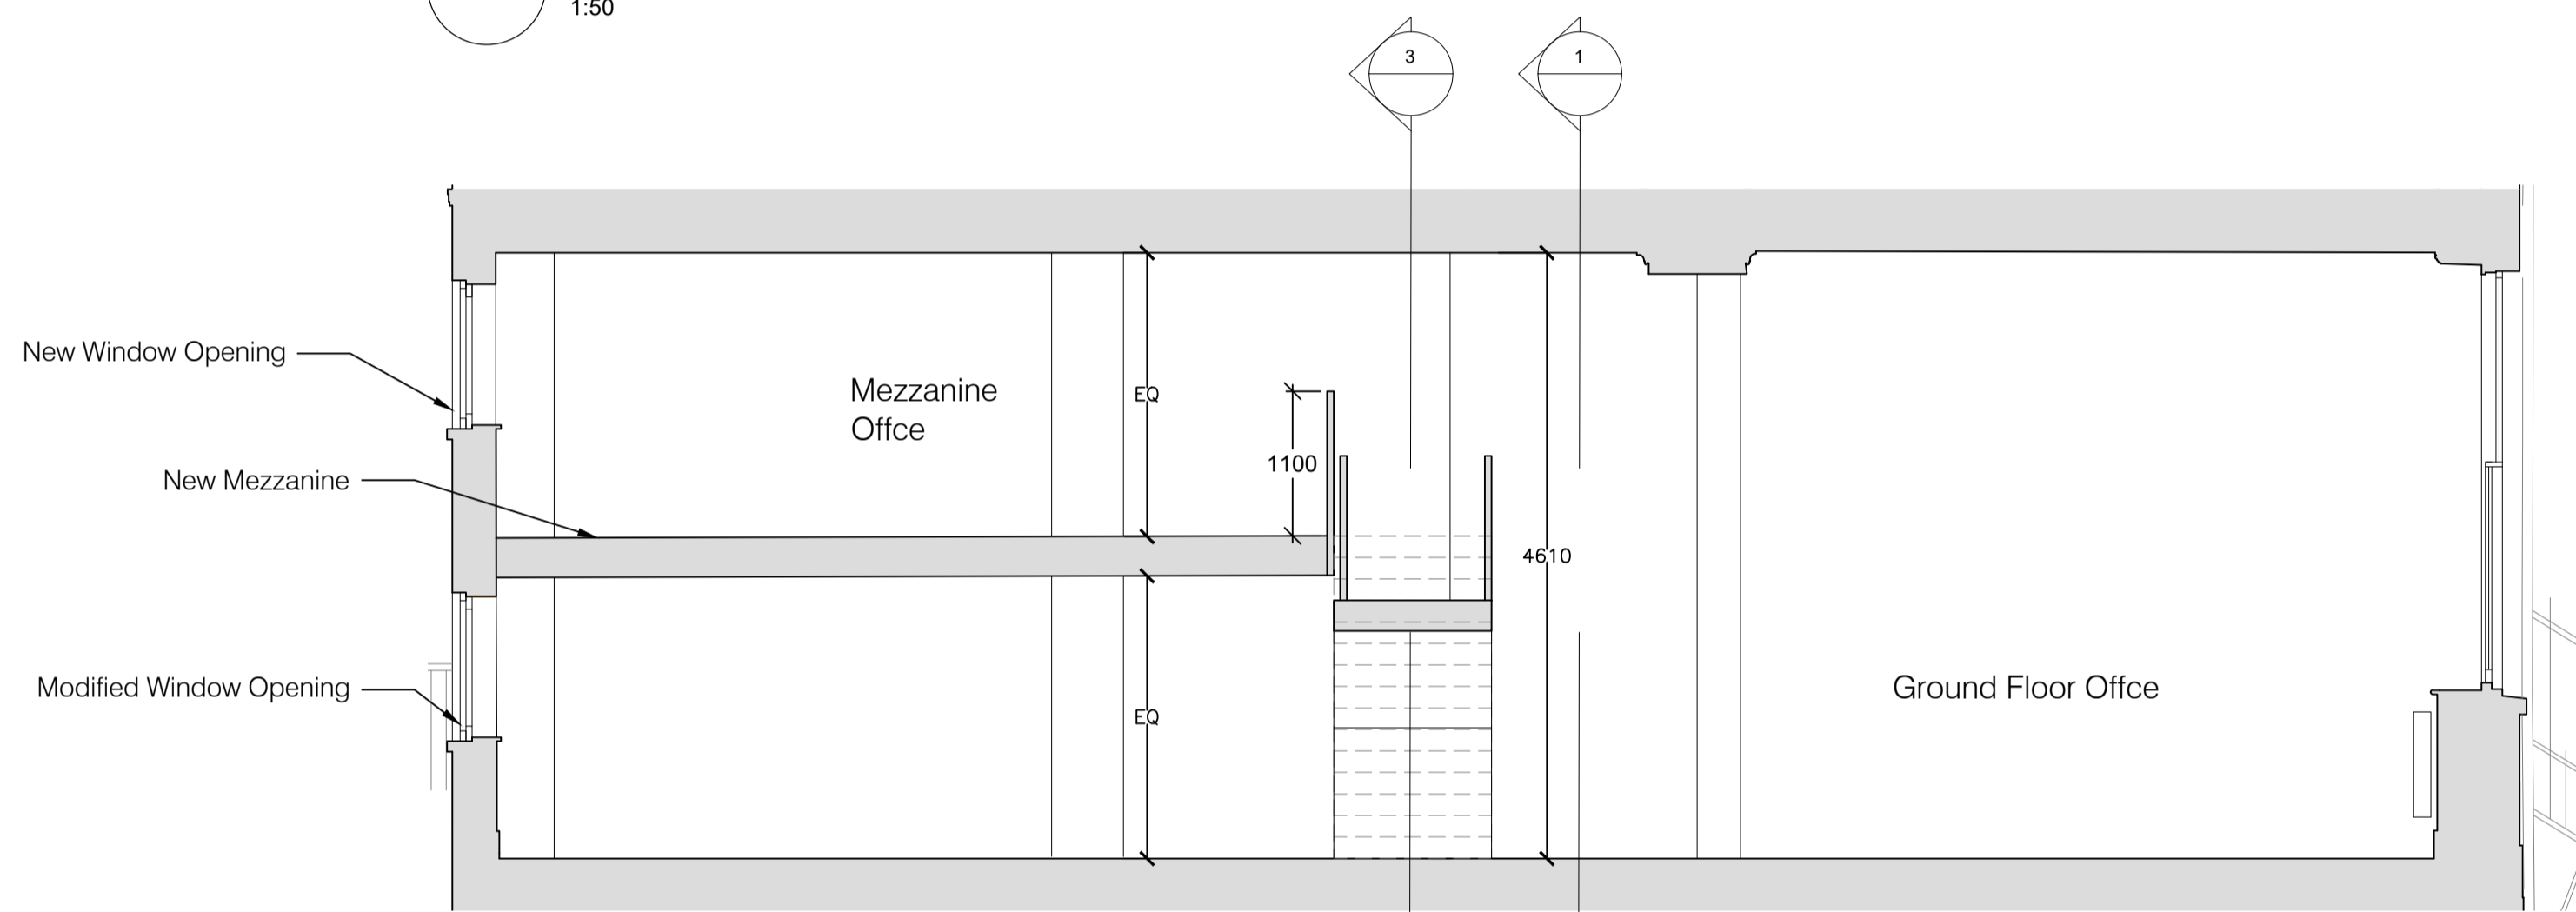 1:50
3
1
New Window Opening
Mezzanine
Offce
EQ
1100
New Mezzanine
4610
Modified Window Opening
EQ
Ground Floor Offce